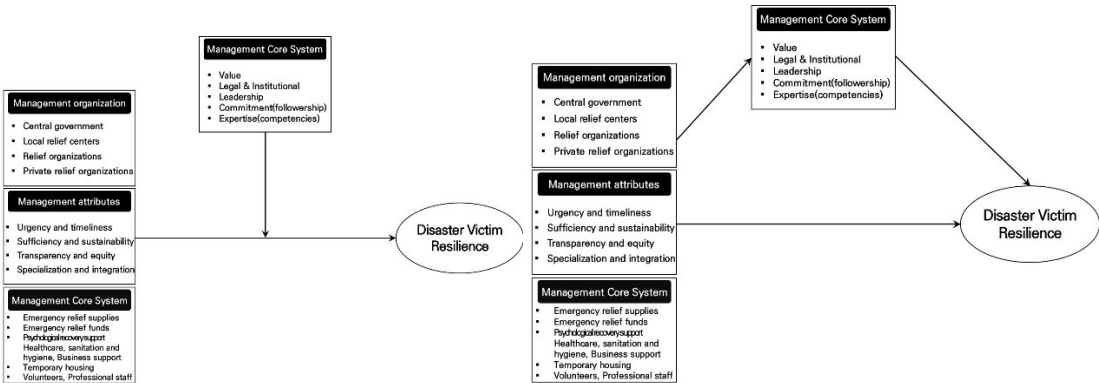 Management Core System
▪ Value
▪ Legal & Institutional
▪ Leadership
▪ Commitment(followership)
▪ Expertise(competencies)
Management organization
▪ Central government
▪ Local relief centers
▪ Relief organizations
▪ Private relief organizations
Management attributes
▪ Urgency and timeliness
▪ Sufficiency and sustainability
▪ Transparency and equity
▪ Specialization and integration
Management Core System
▪ Emergency relief supplies
▪ Emergency relief funds
▪ Psychological recovery support
Healthcare, sanitation and
hygiene, Business support
▪ Temporary housing
▪ Volunteers, Professional staff
Disaster Victim
Resilience
Management Core System
▪ Value
▪ Legal & Institutional
▪ Leadership
▪ Commitment(followership)
▪ Expertise(competencies)
Management organization
▪ Central government
▪ Local relief centers
▪ Relief organizations
▪ Private relief organizations
Management attributes
▪ Urgency and timeliness
▪ Sufficiency and sustainability
▪ Transparency and equity
▪ Specialization and integration
Management Core System
▪ Emergency relief supplies
▪ Emergency relief funds
▪ Psychological recovery support
Healthcare, sanitation and
hygiene, Business support
▪ Temporary housing
▪ Volunteers, Professional staff
Disaster Victim
Resilience